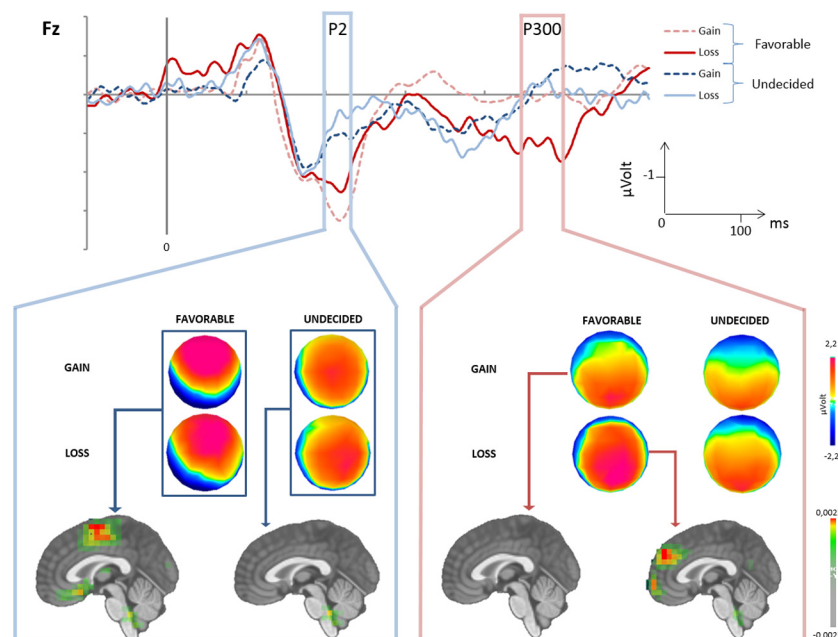 Fz
P2
P300
Gain
Loss
Favorable
Gain
Loss
Undecided
0
μVolt
-1
0
100
ms
FAVORABLE
UNDECIDED
GAIN
LOSS
FAVORABLE
UNDECIDED
GAIN
LOSS
2,2
μVolt
-2,2
0,002
-0,002